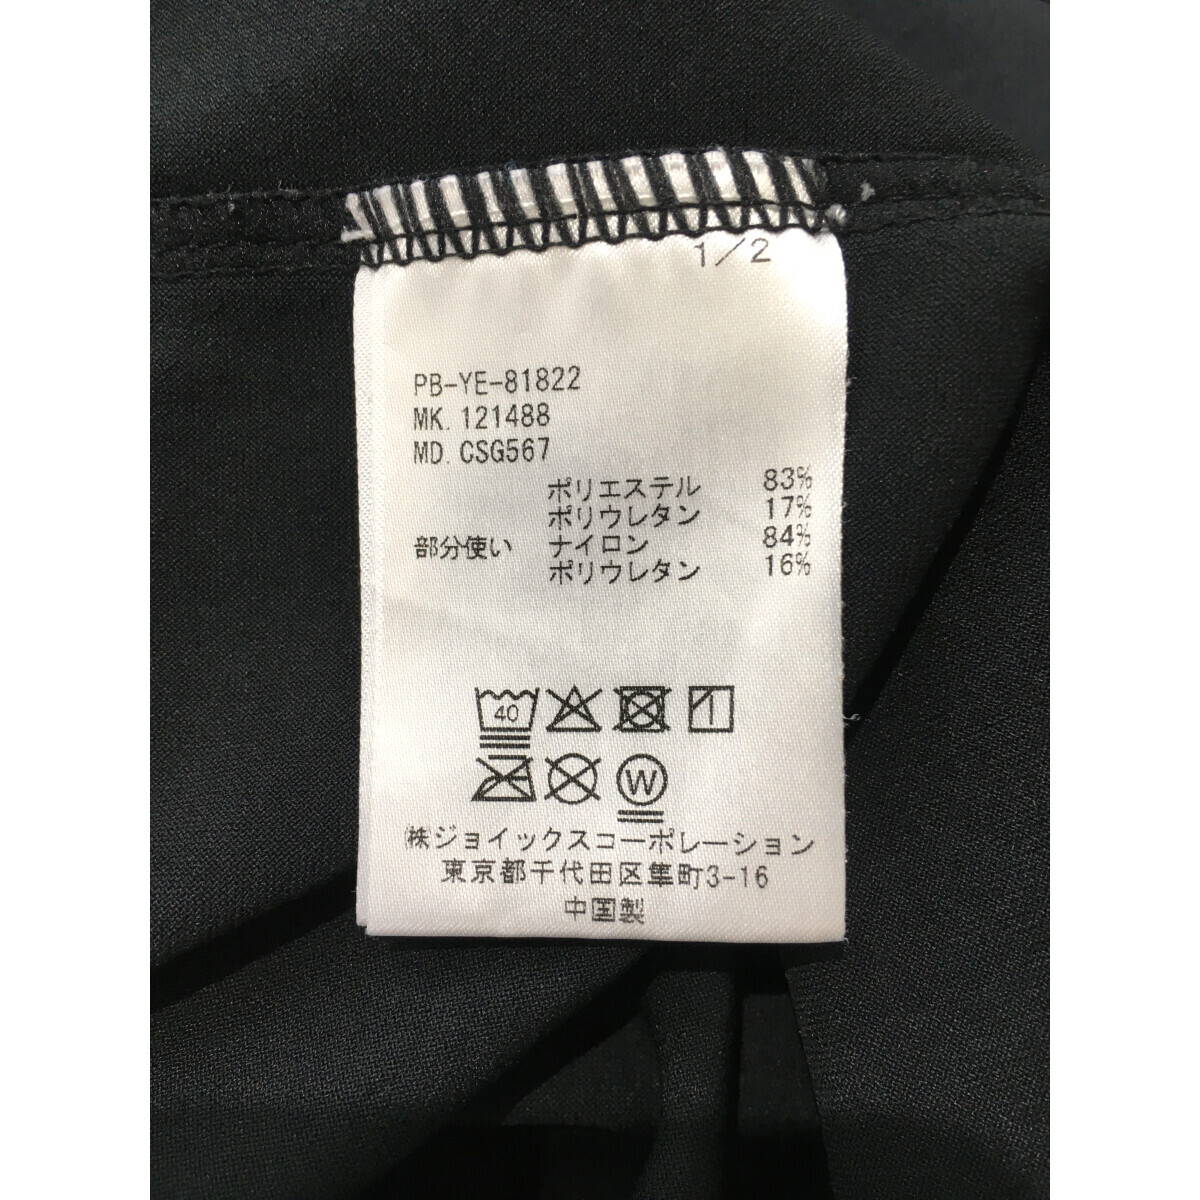 1/2
PB-YE-81822
MK. 121488
MD. CSG567
ポリエステル 83%
ポリウレタン 17%
部分使い ナイロン 84%
ポリウレタン 16%
40
W
㈱ジョイックスコーポレーション
東京都千代田区隼町3-16
中国製